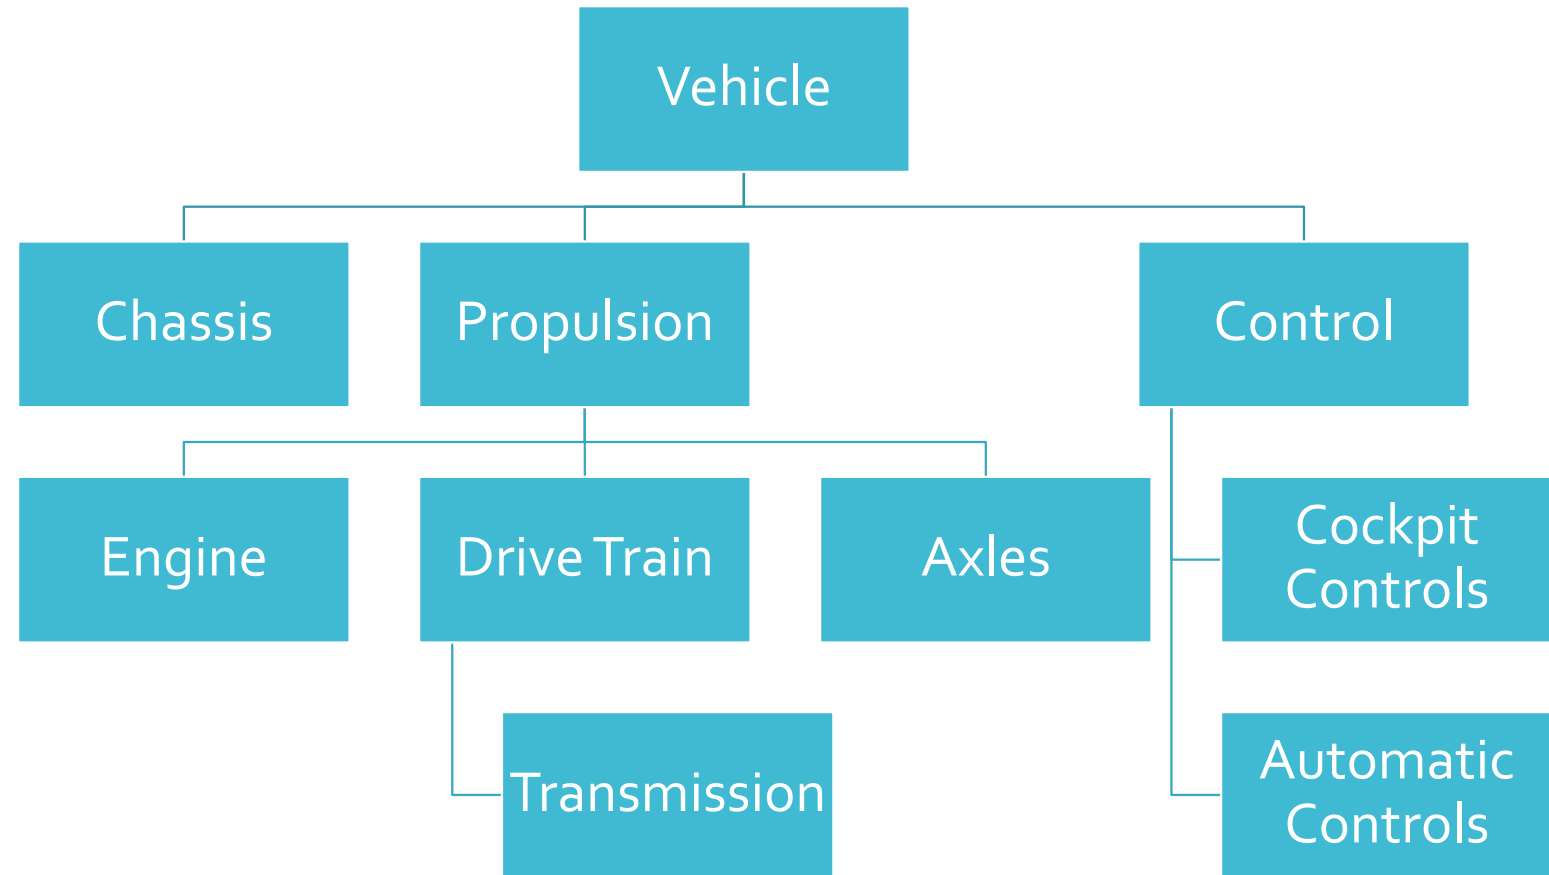 Vehicle
Chassis
Propulsion
Control
Engine
Drive Train
Axles
Cockpit
Controls
Transmission
Automatic
Controls